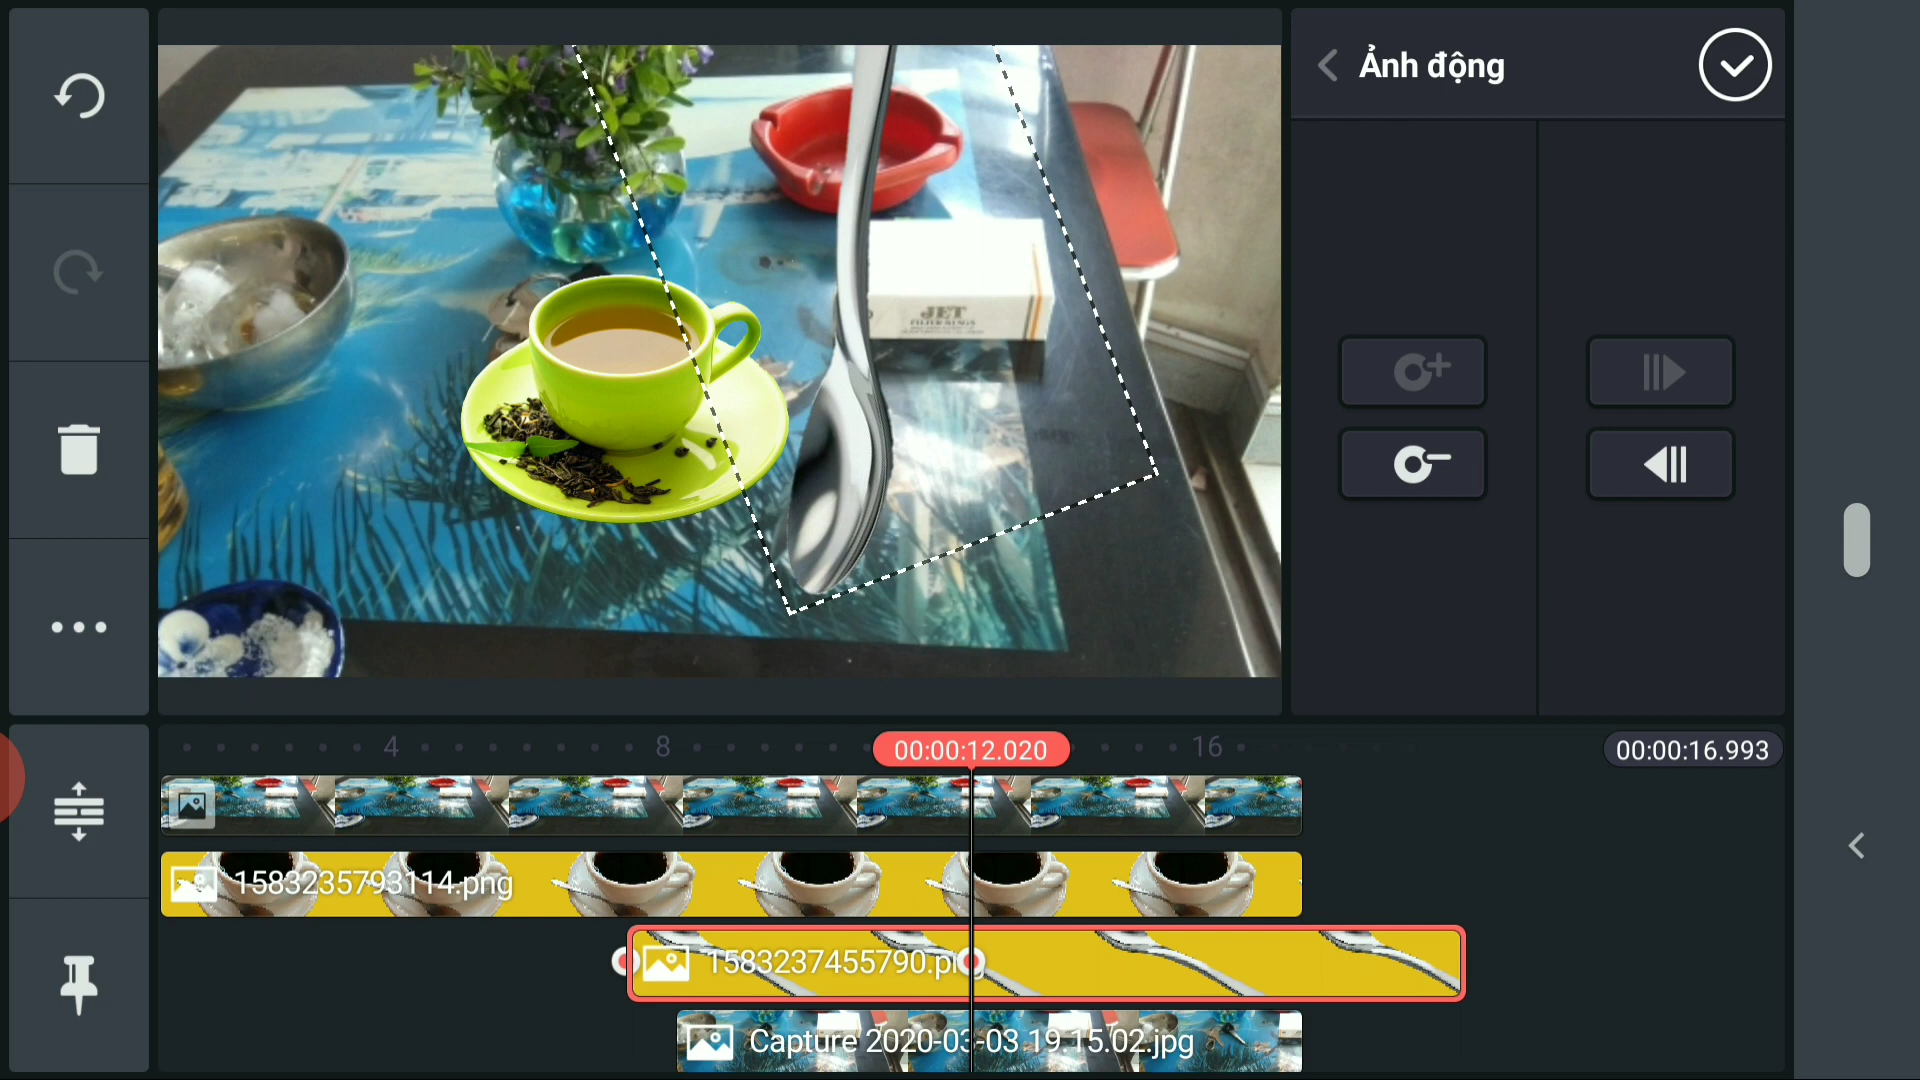 Ảnh động
JET
4
8
00:00:12.020
16
00:00:16.993
1583235793114.png
1583237455790.p
Capture 2020-03-03 19.15.02.jpg